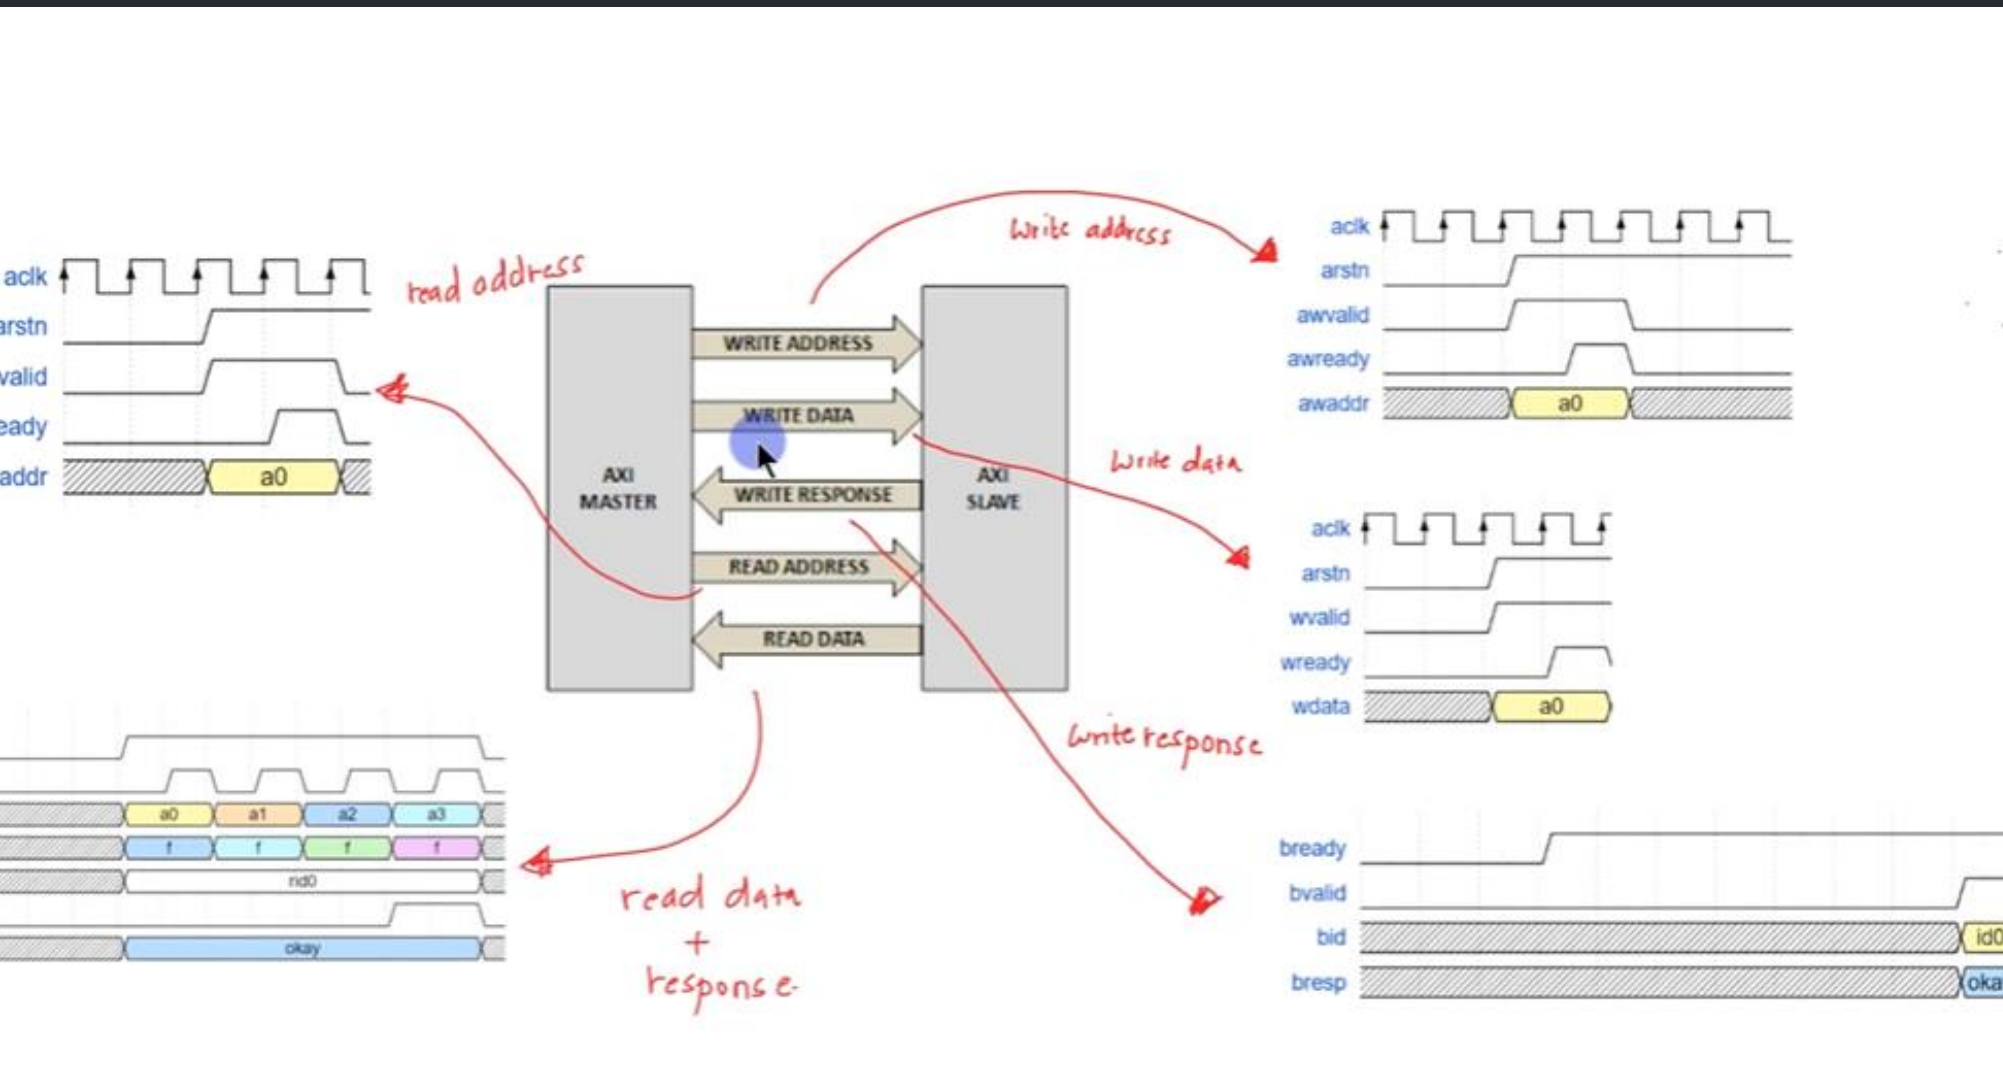 aclk
arstn
valid
eady
addr
a0
read address
write address
AXI
MASTER
WRITE ADDRESS
WRITE DATA
WRITE RESPONSE
READ ADDRESS
READ DATA
AXI
SLAVE
aclk
arstn
awvalid
awready
awaddr
a0
write data
aclk
arstn
wvalid
wready
wdata
a0
write response
a0 a1 a2 a3
f f f f
rid0
okay
read data
+
response
bready
bvalid
bid
id0
bresp
oka